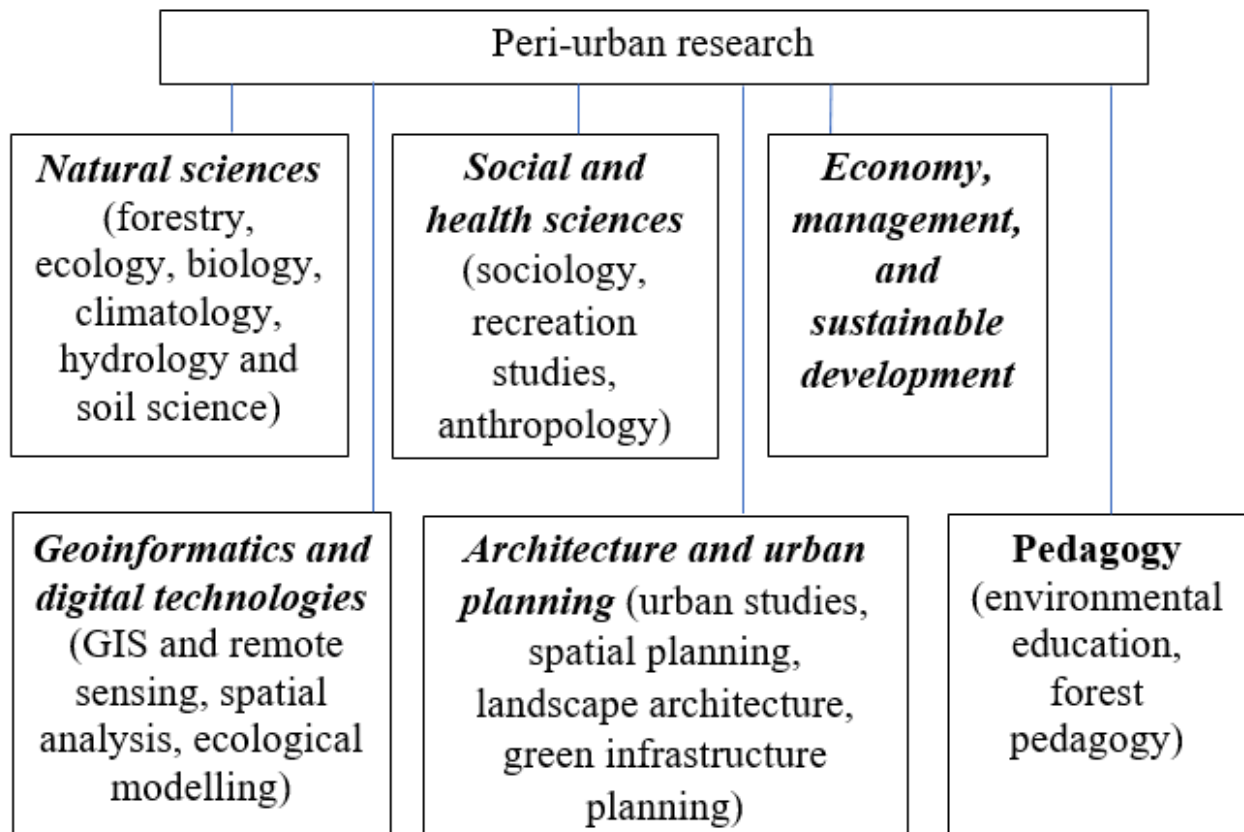 Peri-urban research
Natural sciences
(forestry,
ecology, biology,
climatology,
hydrology and
soil science)
Social and
health sciences
(sociology,
recreation
studies,
anthropology)
Economy,
management,
and
sustainable
development
Geoinformatics and
digital technologies
(GIS and remote
sensing, spatial
analysis, ecological
modelling)
Architecture and urban
planning (urban studies,
spatial planning,
landscape architecture,
green infrastructure
planning)
Pedagogy
(environmental
education,
forest
pedagogy)